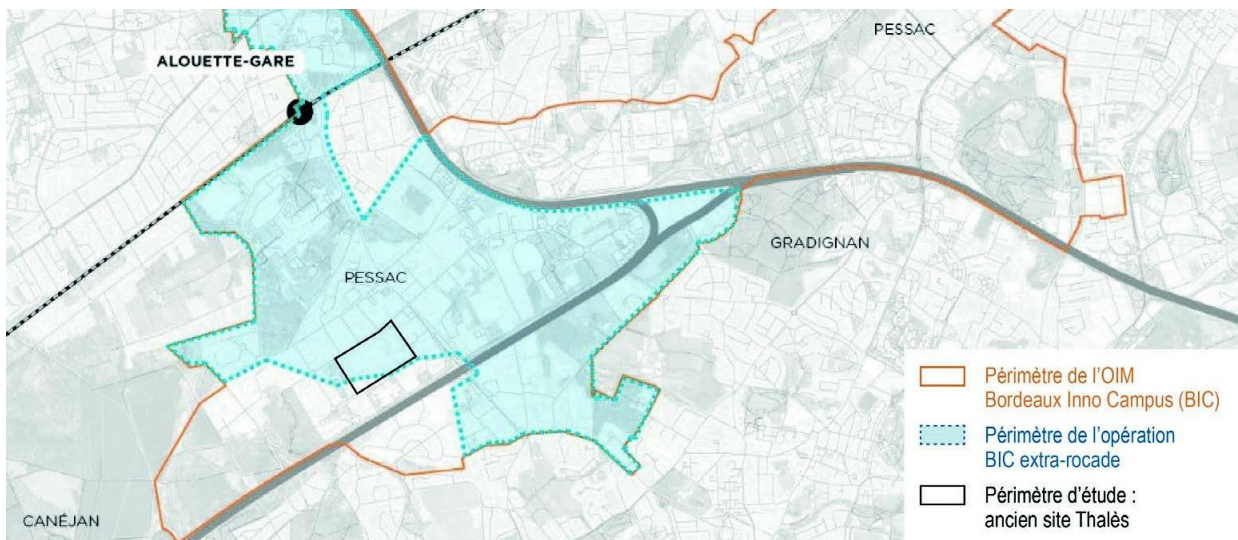 PESSAC
ALOUETTE-GARE
GRADIGNAN
PESSAC
CANÉJAN
Périmètre de l'OIM
Bordeaux Inno Campus (BIC)
Périmètre de l'opération
BIC extra-rocade
Périmètre d'étude :
ancien site Thalès